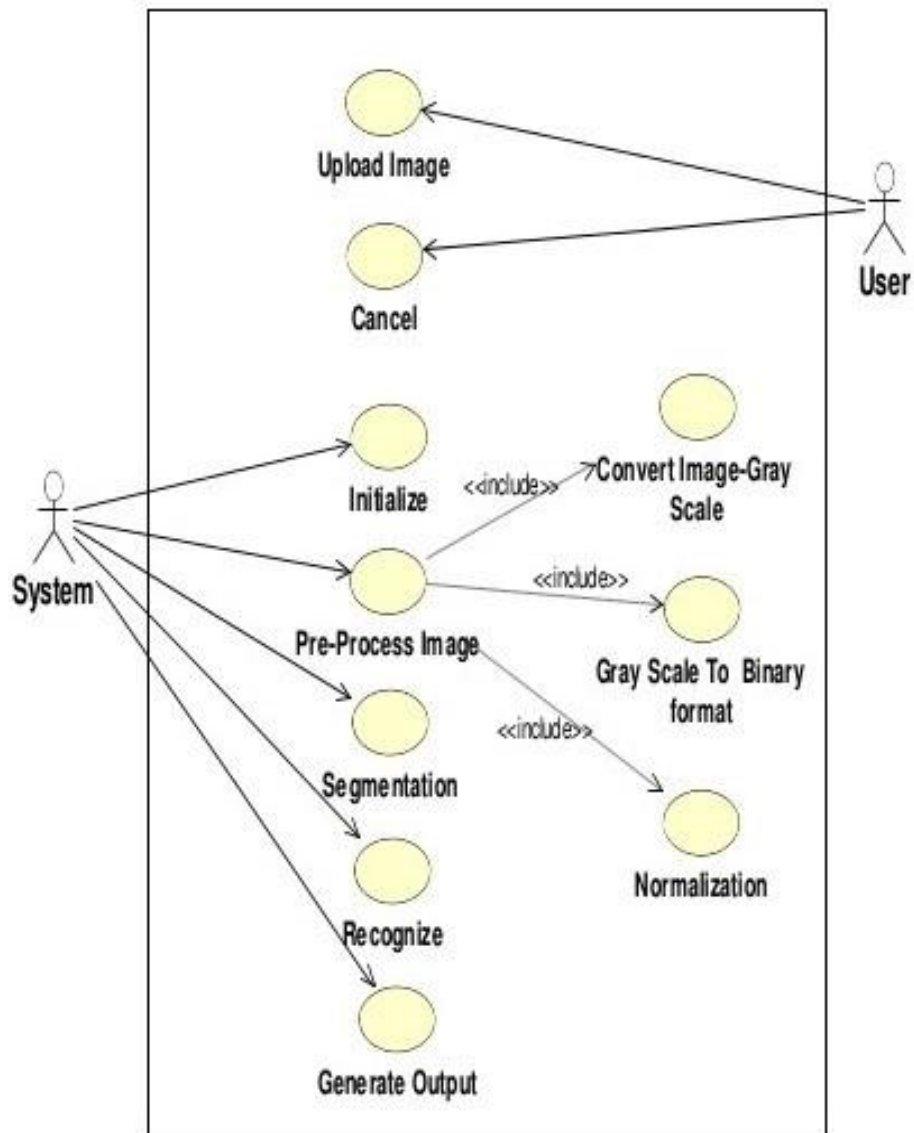 Upload Image
User
Cancel
Initialize
<<include>>
Convert Image-Gray
Scale
System
<<include>>
Pre-Process Image
Gray Scale To Binary
format
<<include>>
Segmentation
Normalization
Recognize
Generate Output